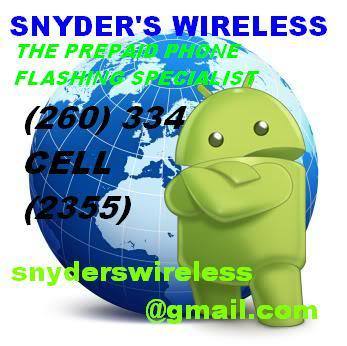 SNYDER'S WIRELESS
THE PREPAID PHONE
FLASHING SPECIALIST
(260) 334
CELL
(2355)
snyderswireless
@gmail.com